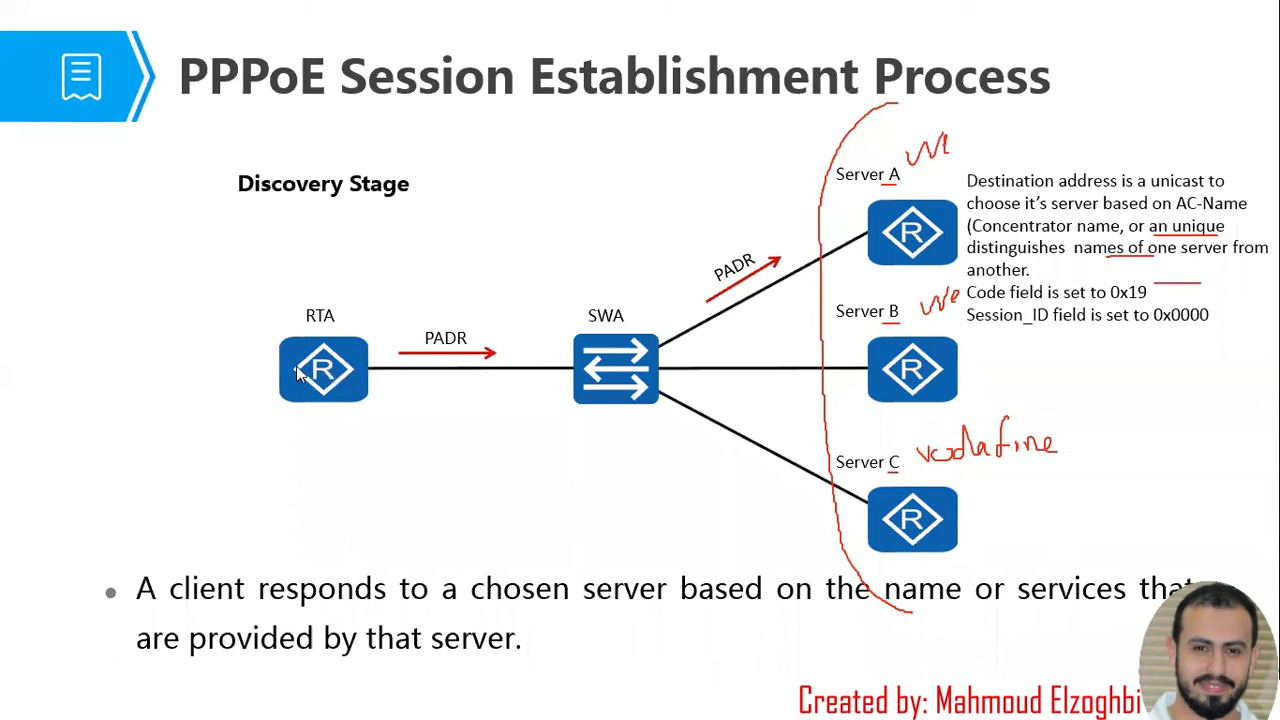 PPPoE Session Establishment Process
Discovery Stage
Server A
We
Destination address is a unicast to
choose it's server based on AC-Name
(Concentrator name, or an unique
distinguishes names of one server from
another.
Code field is set to 0x19
Session_ID field is set to 0x0000
PADR
RTA
PADR
SWA
Server B
We
Server C
vodafine
R
R
R
R
• A client responds to a chosen server based on the name or services that
are provided by that server.
Created by: Mahmoud Elzoghbi